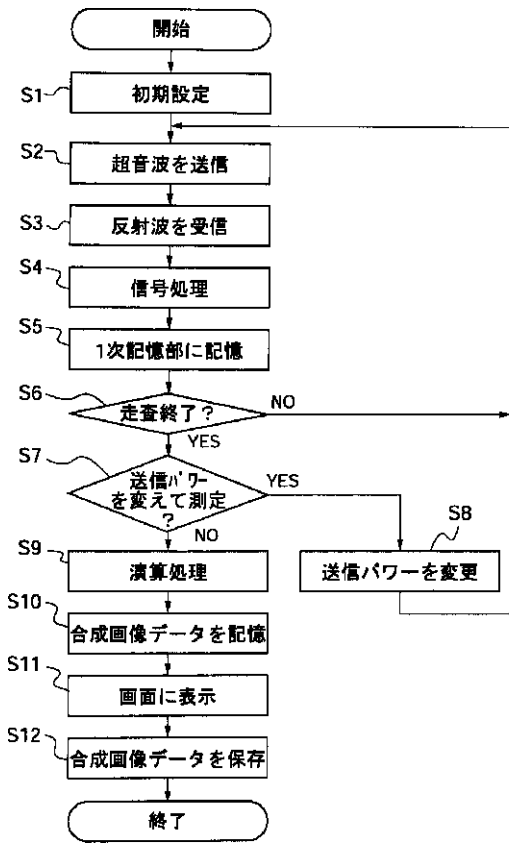 開始
S1
初期設定
S2
超音波を送信
S3
反射波を受信
S4
信号処理
S5
1次記憶部に記憶
S6
走査終了?
NO
YES
S7
送信パワー
を変えて測定
?
YES
NO
S8
送信パワーを変更
S9
演算処理
S10
合成画像データを記憶
S11
画面に表示
S12
合成画像データを保存
終了